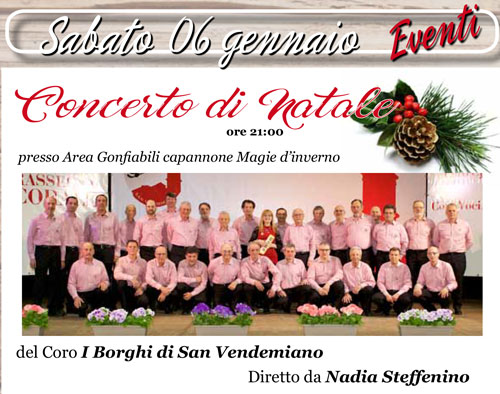 Sabato 06 gennaio
Eventi
Concerto di Natale
ore 21:00
presso Area Gonfiabili capannone Magie d'inverno
del Coro I Borghi di San Vendemiano
Diretto da Nadia Steffenino